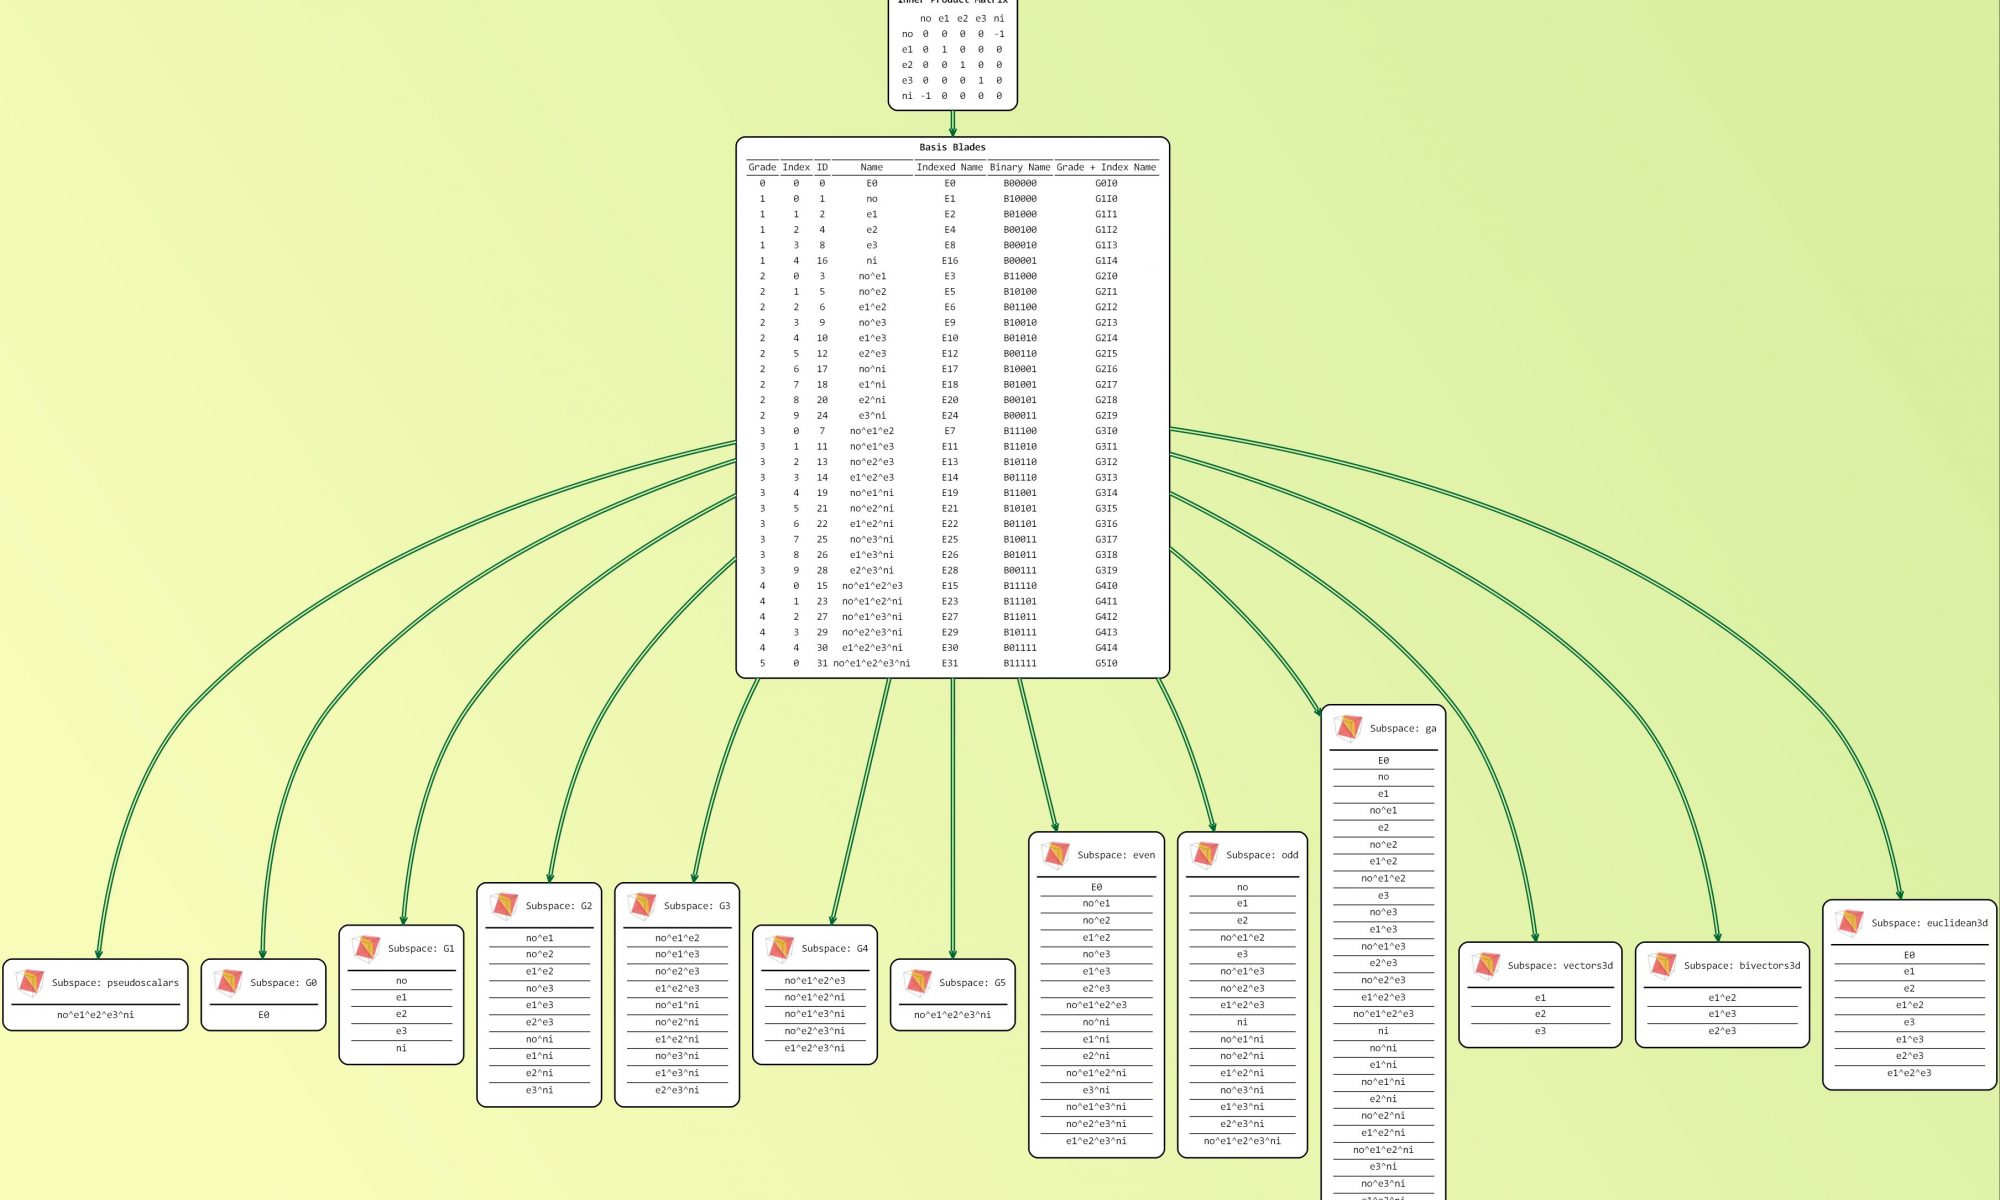 Inner Product Matrix
no e1 e2 e3 ni
no 0 0 0 0 -1
e1 0 1 0 0 0
e2 0 0 1 0 0
e3 0 0 0 1 0
ni -1 0 0 0 0
Basis Blades
Grade Index ID Name Indexed Name Binary Name Grade + Index Name
0 0 0 E0 E0 B00000 G0I0
1 0 1 no E1 B10000 G1I0
1 1 2 e1 E2 B01000 G1I1
1 2 4 e2 E4 B00100 G1I2
1 3 8 e3 E8 B00010 G1I3
1 4 16 ni E16 B00001 G1I4
2 0 3 no^e1 E3 B11000 G2I0
2 1 5 no^e2 E5 B10100 G2I1
2 2 6 e1^e2 E6 B01100 G2I2
2 3 9 no^e3 E9 B10010 G2I3
2 4 10 e1^e3 E10 B01010 G2I4
2 5 12 e2^e3 E12 B00110 G2I5
2 6 17 no^ni E17 B10001 G2I6
2 7 18 e1^ni E18 B01001 G2I7
2 8 20 e2^ni E20 B00101 G2I8
2 9 24 e3^ni E24 B00011 G2I9
3 0 7 no^e1^e2 E7 B11100 G3I0
3 1 11 no^e1^e3 E11 B11010 G3I1
3 2 13 no^e2^e3 E13 B10110 G3I2
3 3 14 e1^e2^e3 E14 B01110 G3I3
3 4 19 no^e1^ni E19 B11001 G3I4
3 5 21 no^e2^ni E21 B10101 G3I5
3 6 22 e1^e2^ni E22 B01101 G3I6
3 7 25 no^e3^ni E25 B10011 G3I7
3 8 26 e1^e3^ni E26 B01011 G3I8
3 9 28 e2^e3^ni E28 B00111 G3I9
4 0 15 no^e1^e2^e3 E15 B11110 G4I0
4 1 23 no^e1^e2^ni E23 B11101 G4I1
4 2 27 no^e1^e3^ni E27 B11011 G4I2
4 3 29 no^e2^e3^ni E29 B10111 G4I3
4 4 30 e1^e2^e3^ni E30 B01111 G4I4
5 0 31 no^e1^e2^e3^ni E31 B11111 G5I0
Subspace: pseudoscalars
no^e1^e2^e3^ni
Subspace: G0
E0
Subspace: G1
no
e1
e2
e3
ni
Subspace: G2
no^e1
no^e2
e1^e2
no^e3
e1^e3
e2^e3
no^ni
e1^ni
e2^ni
e3^ni
Subspace: G3
no^e1^e2
no^e1^e3
no^e2^e3
e1^e2^e3
no^e1^ni
no^e2^ni
e1^e2^ni
no^e3^ni
e1^e3^ni
e2^e3^ni
Subspace: G4
no^e1^e2^e3
no^e1^e2^ni
no^e1^e3^ni
no^e2^e3^ni
e1^e2^e3^ni
Subspace: G5
no^e1^e2^e3^ni
Subspace: even
E0
no^e1
no^e2
e1^e2
no^e3
e1^e3
e2^e3
no^e1^e2^e3
no^ni
e1^ni
e2^ni
no^e1^e2^ni
e3^ni
no^e1^e3^ni
no^e2^e3^ni
e1^e2^e3^ni
Subspace: odd
no
e1
e2
no^e1^e2
e3
no^e1^e3
no^e2^e3
e1^e2^e3
ni
no^e1^ni
no^e2^ni
e1^e2^ni
no^e3^ni
e1^e3^ni
e2^e3^ni
no^e1^e2^e3^ni
Subspace: ga
E0
no
e1
no^e1
e2
no^e2
e1^e2
no^e1^e2
e3
no^e3
e1^e3
no^e1^e3
e2^e3
no^e2^e3
e1^e2^e3
no^e1^e2^e3
ni
no^ni
e1^ni
no^e1^ni
e2^ni
no^e2^ni
e1^e2^ni
no^e1^e2^ni
e3^ni
no^e3^ni
e1^e3^ni
Subspace: vectors3d
e1
e2
e3
Subspace: bivectors3d
e1^e2
e1^e3
e2^e3
Subspace: euclidean3d
E0
e1
e2
e1^e2
e3
e1^e3
e2^e3
e1^e2^e3